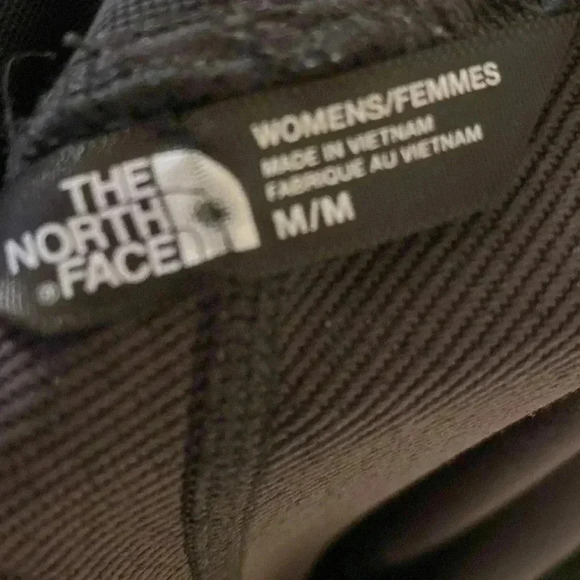 THE
NORTH
FACE
®
WOMENS/FEMMES
MADE IN VIETNAM
FABRIQUE AU VIETNAM
M/M